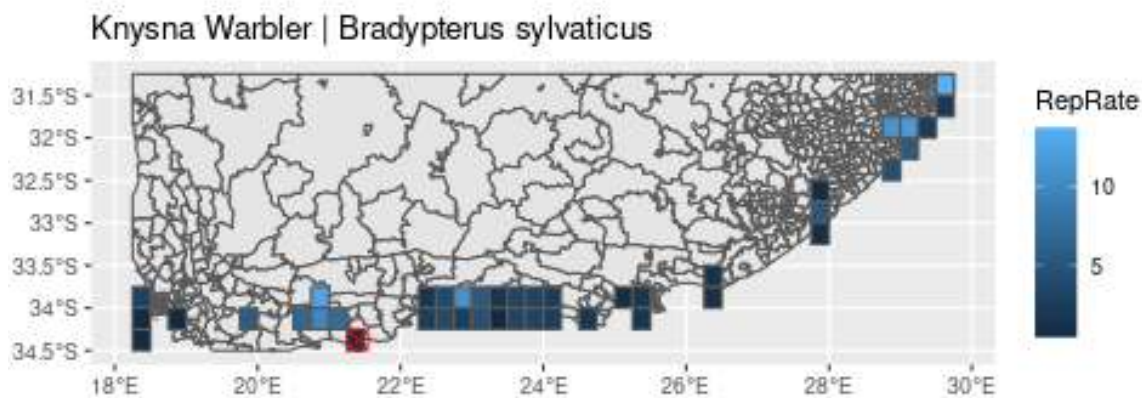 Knysna Warbler | Bradypterus sylvaticus
31.5°S
32°S
32.5°S
33°S
33.5°S
34°S
34.5°S
18°E
20°E
22°E
24°E
26°E
28°E
30°E
RepRate
10
5